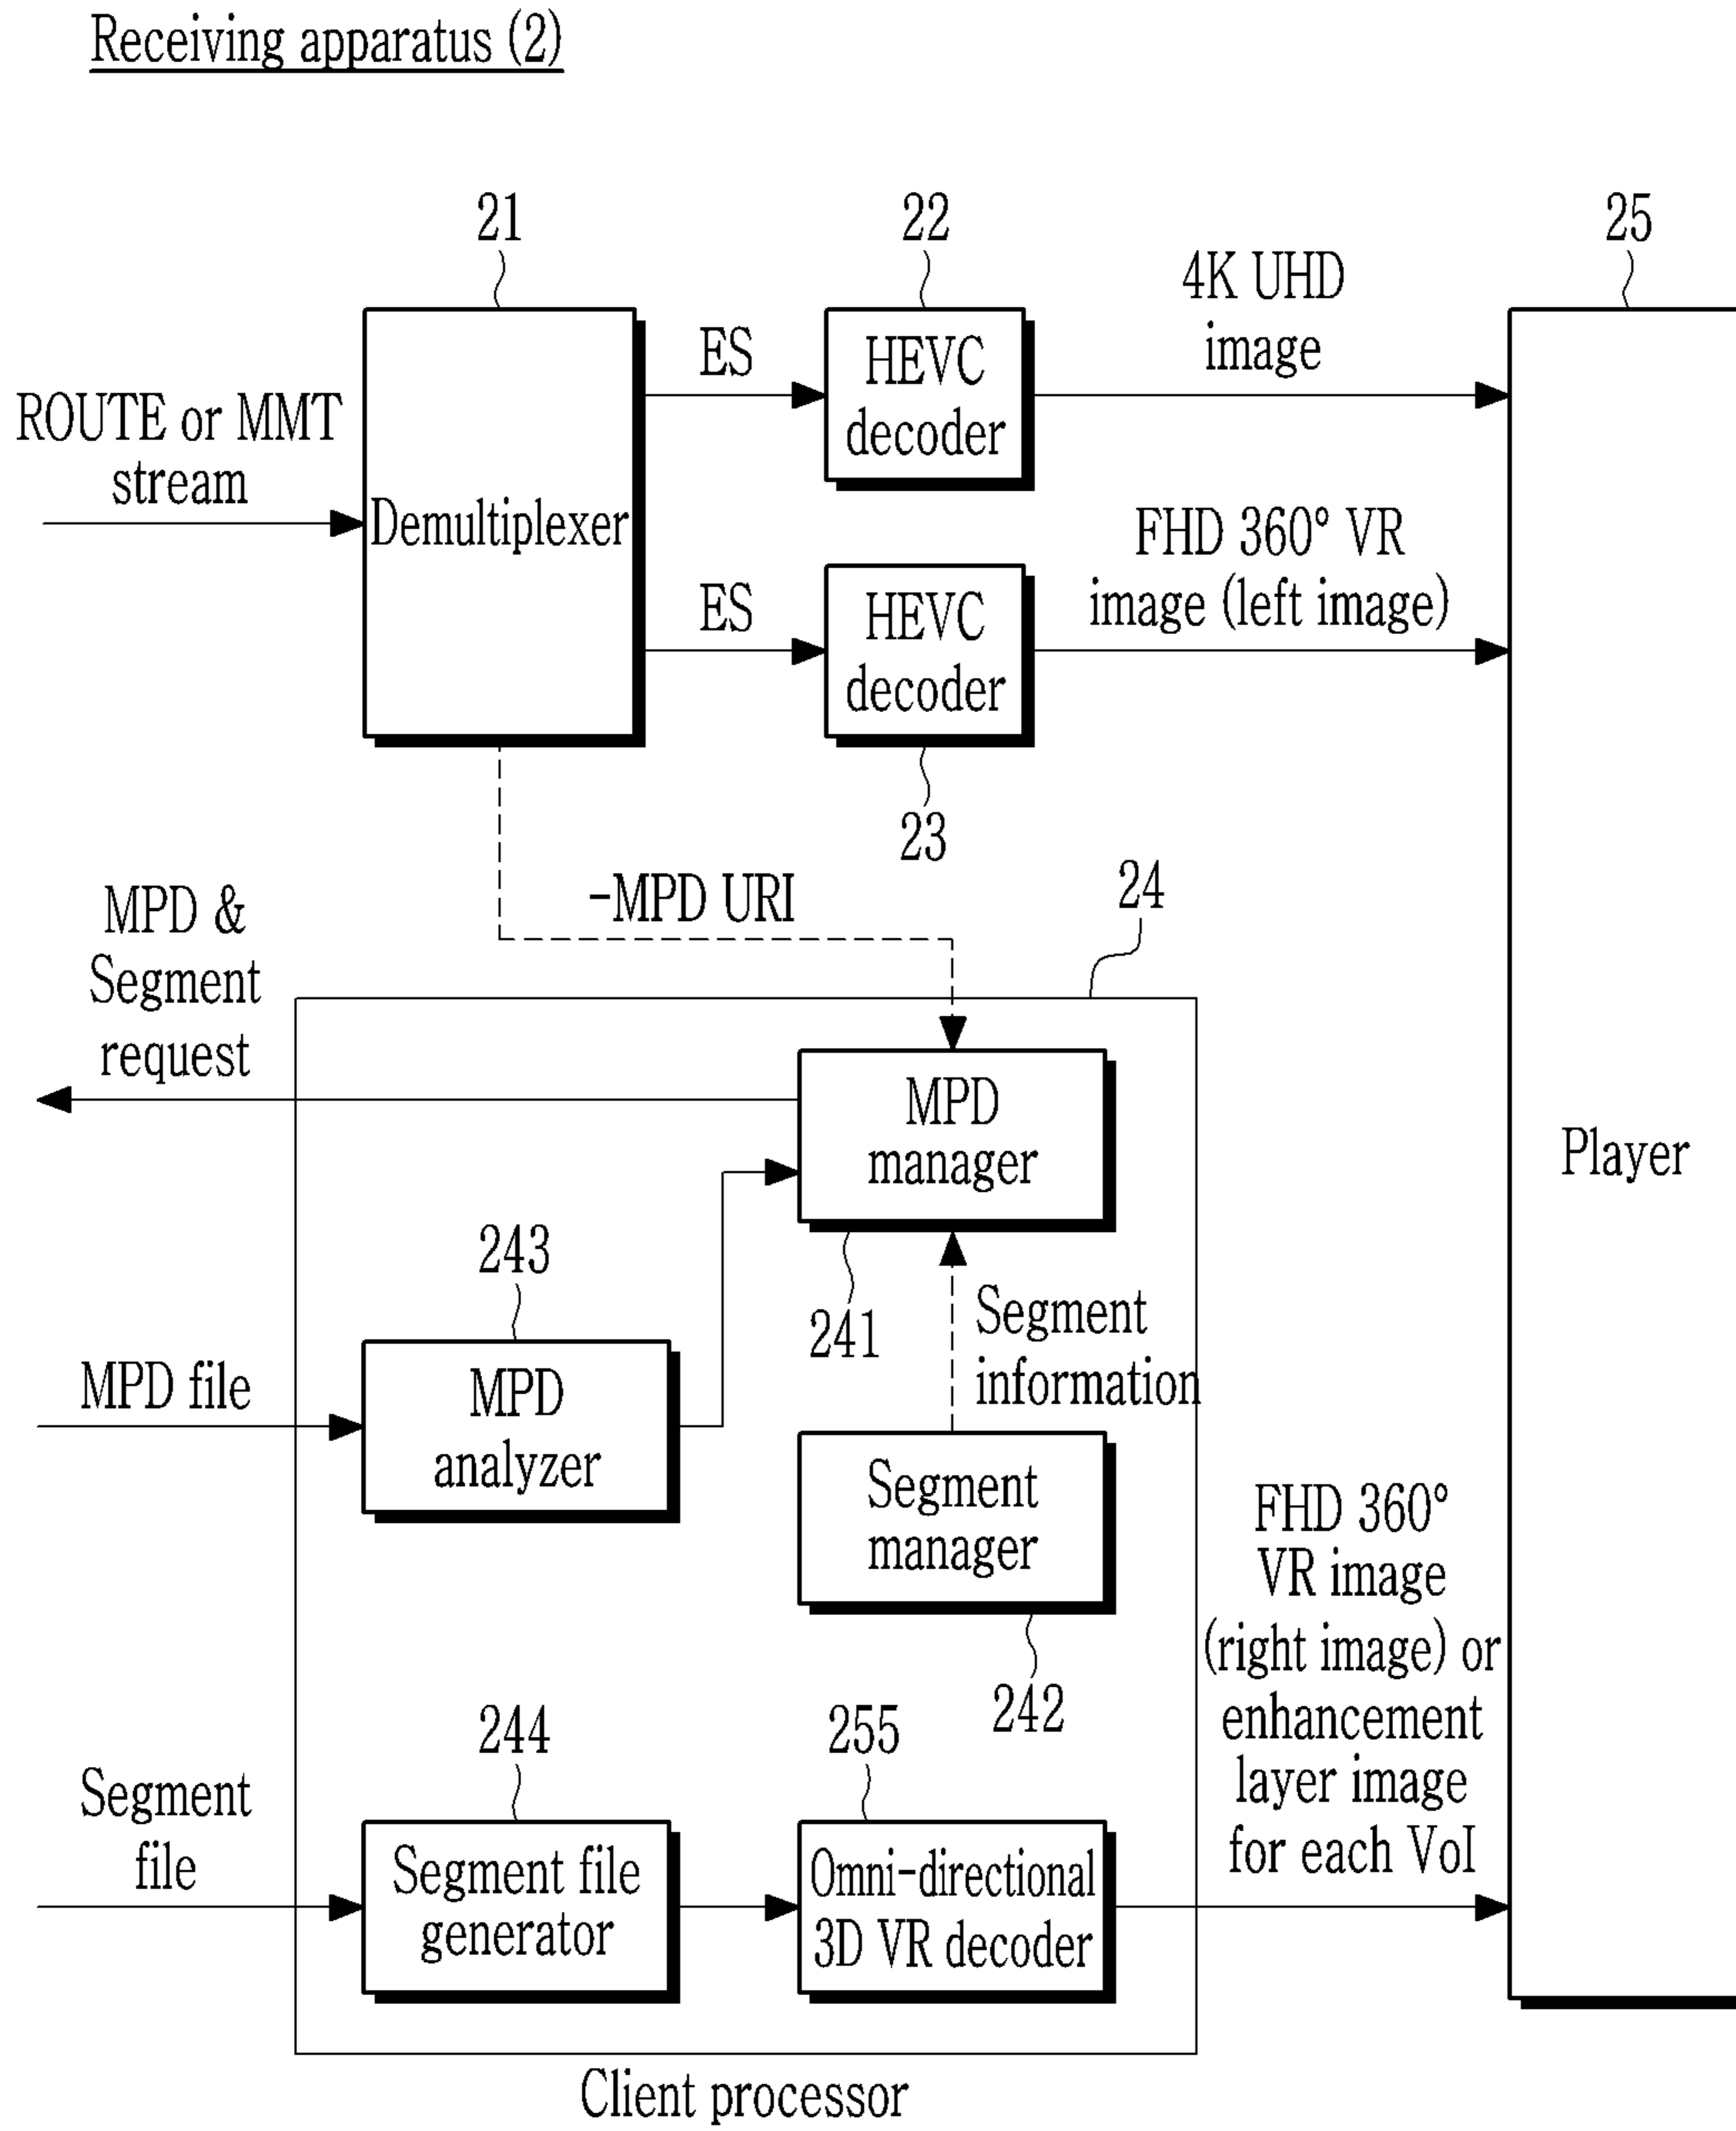 Receiving apparatus (2)
21
22
25
4K UHD
image
ES
HEVC
decoder
ROUTE or MMT
stream
Demultiplexer
FHD 360° VR
image (left image)
ES
HEVC
decoder
23
-MPD URI
24
MPD &
Segment
request
MPD
manager
Player
243
241
Segment
information
MPD file
MPD
analyzer
Segment
manager
242
FHD 360°
VR image
(right image) or
enhancement
layer image
for each VoI
244
255
Segment
file
Segment file
generator
Omni-directional
3D VR decoder
Client processor